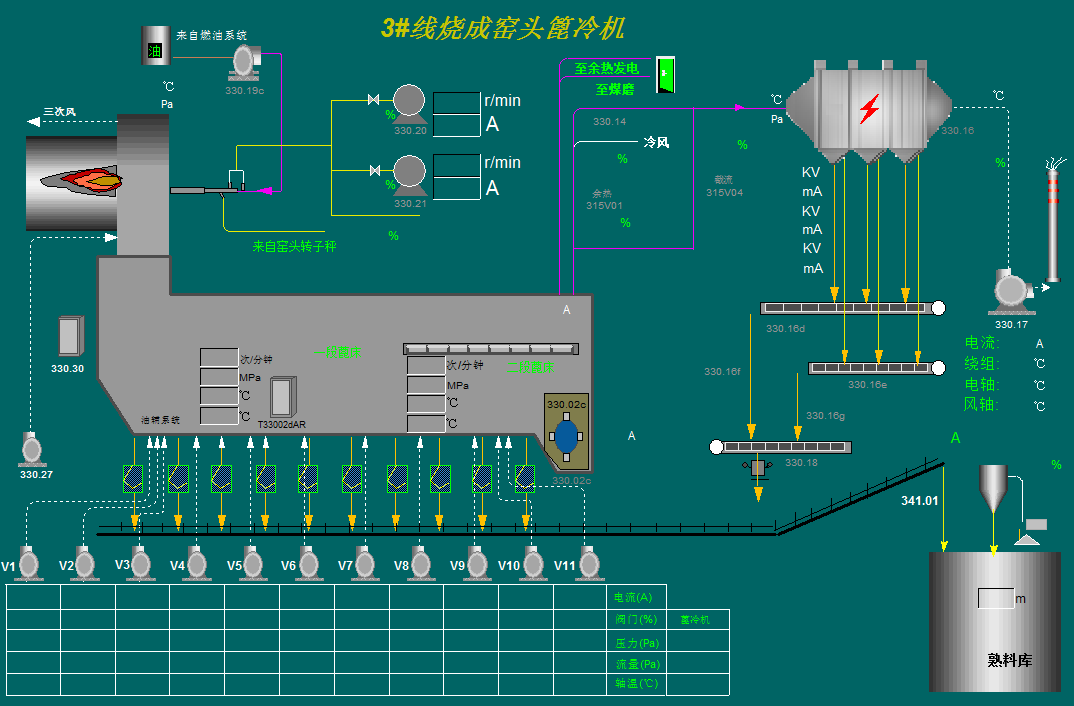 3#线烧成窑头篦冷机
来自燃油系统
油
330.19c
℃
Pa
三次风
r/min
%
A
330.20
r/min
%
A
330.21
%
来自窑头转子秤
至余热发电
至煤磨
330.14
冷风
%
余热
315V01
%
截流
315V04
%
℃
Pa
330.16
℃
%
KV
mA
KV
mA
KV
mA
330.17
330.16d
330.16e
330.16f
330.16g
330.18
电流: A
绕组: ℃
电轴: ℃
风轴: ℃
A
%
A
330.30
次/分钟
MPa
℃
℃
油辅系统
T33002dAR
次/分钟
MPa
℃
℃
330.02c
330.02c
A
330.27
341.01
V1 V2 V3 V4 V5 V6 V7 V8 V9 V10 V11
电流(A)
阀门(%) 篦冷机
压力(Pa)
流量(Pa)
轴温(℃)
m
熟料库